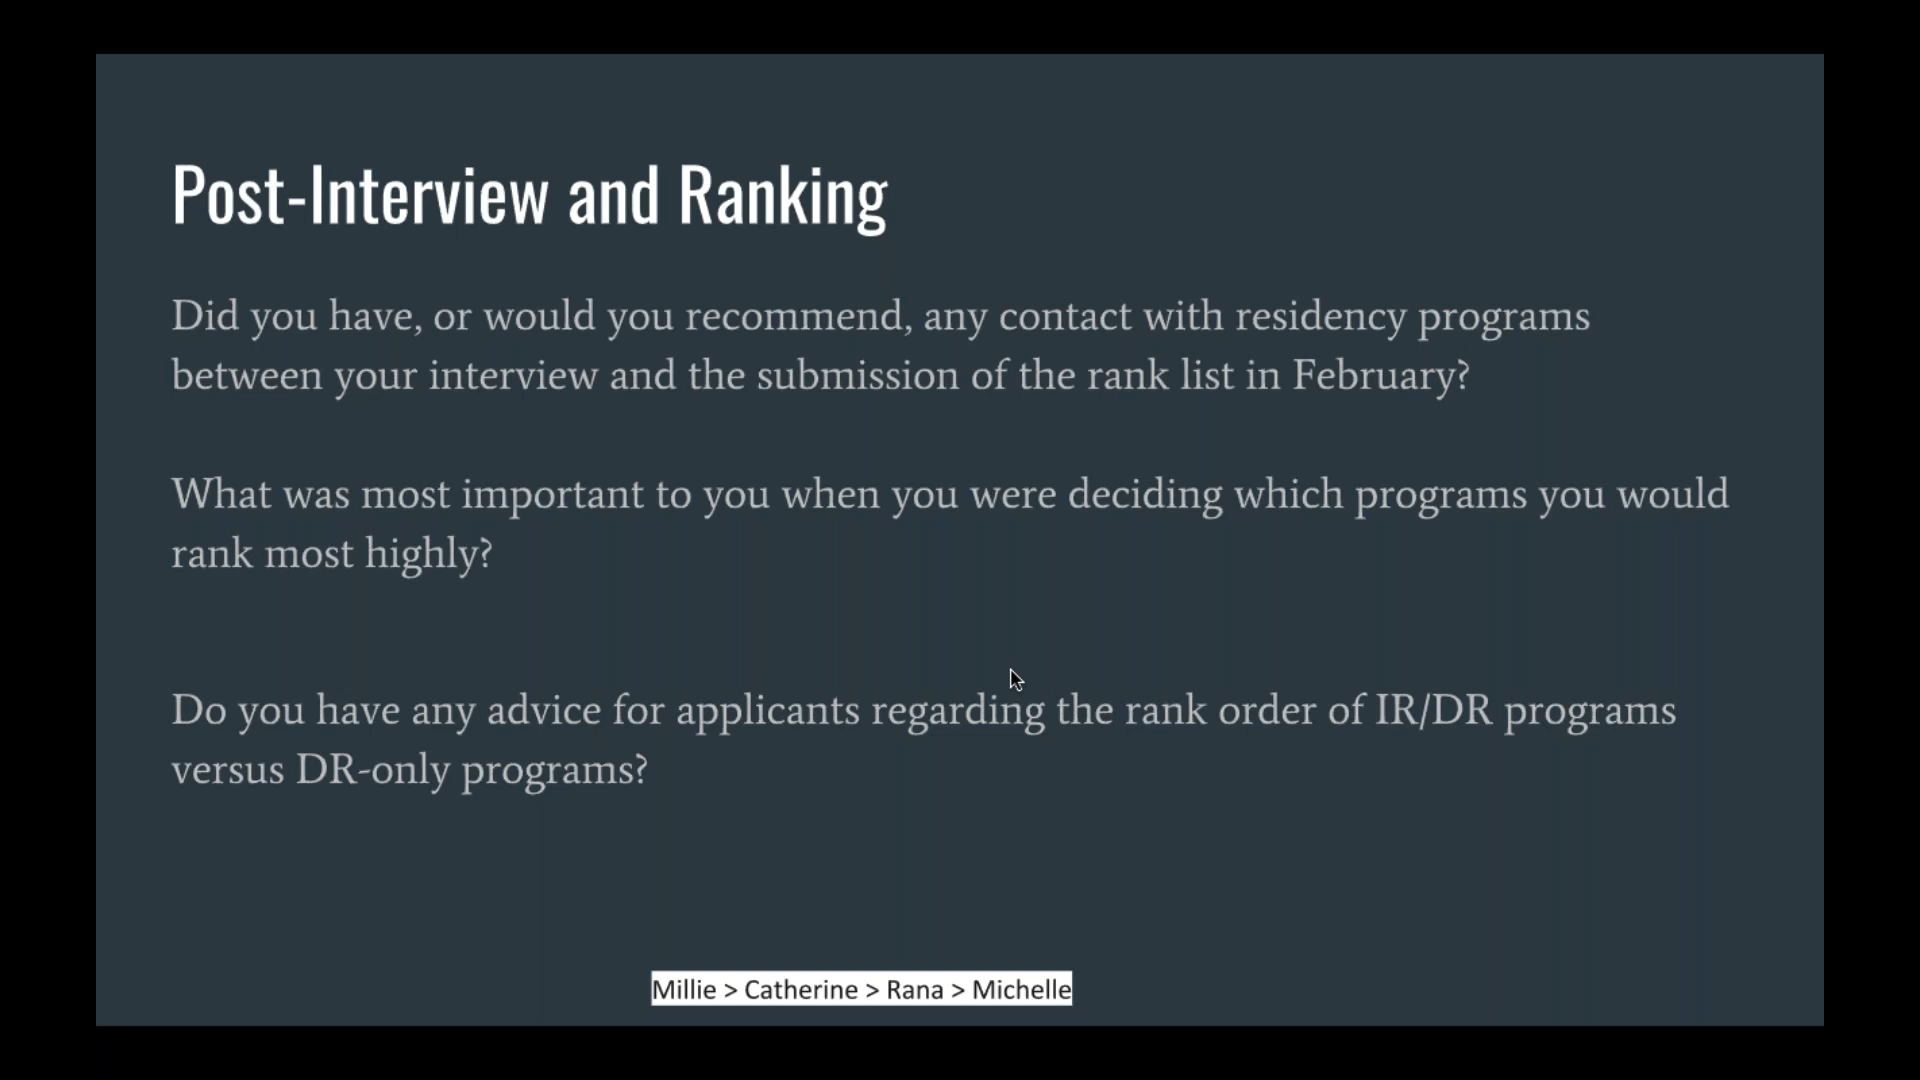 Post-Interview and Ranking
Did you have, or would you recommend, any contact with residency programs
between your interview and the submission of the rank list in February?
What was most important to you when you were deciding which programs you would
rank most highly?
Do you have any advice for applicants regarding the rank order of IR/DR programs
versus DR-only programs?
Millie > Catherine > Rana > Michelle